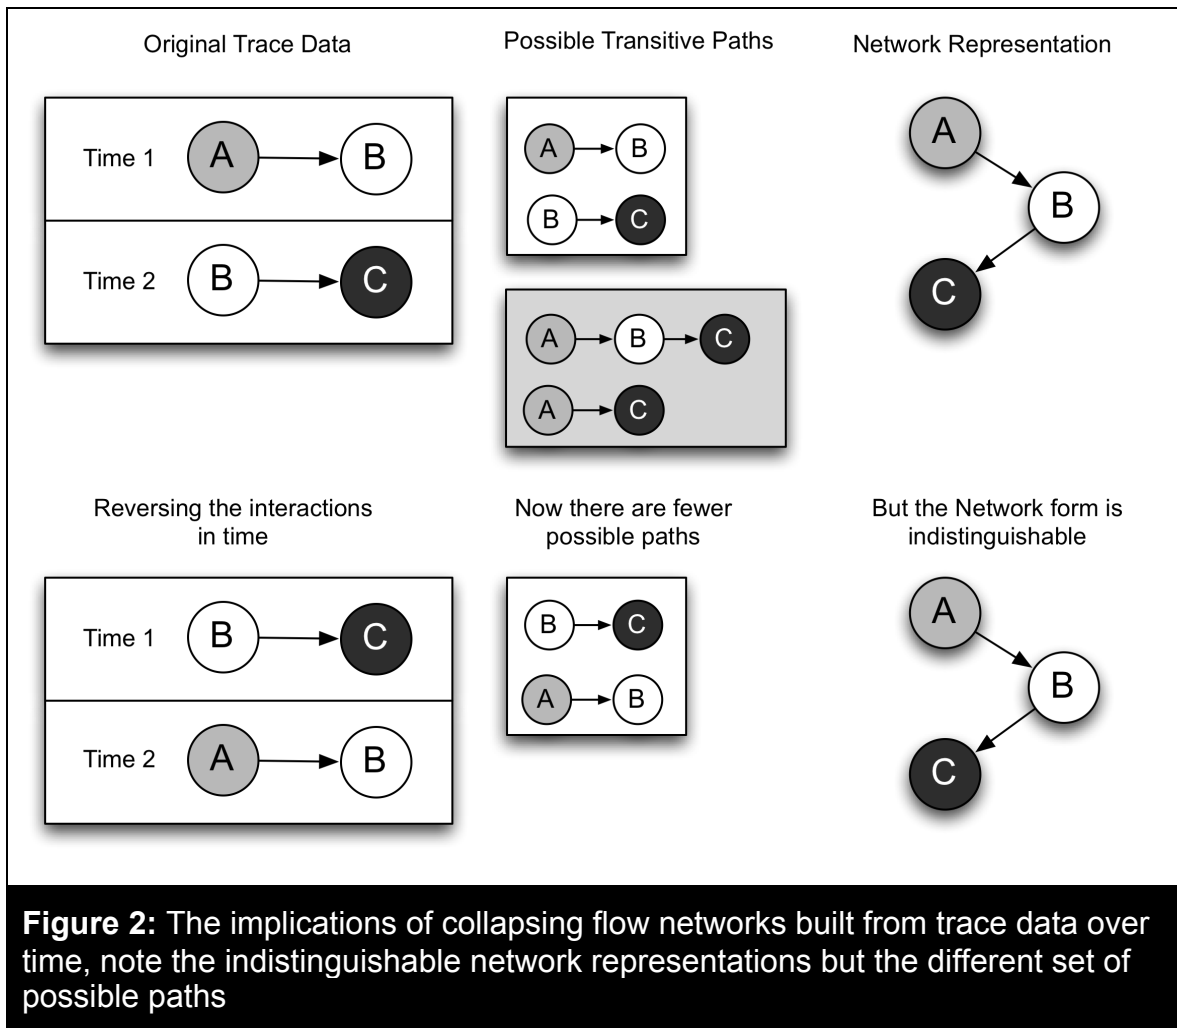 Original Trace Data
Possible Transitive Paths
Network Representation
Time 1
A
B
Time 2
B
C
A
B
B
C
A
B
C
A
C
A
B
C
Reversing the interactions
in time
Now there are fewer
possible paths
But the Network form is
indistinguishable
Time 1
B
C
Time 2
A
B
B
C
A
B
A
B
C
Figure 2: The implications of collapsing flow networks built from trace data over
time, note the indistinguishable network representations but the different set of
possible paths